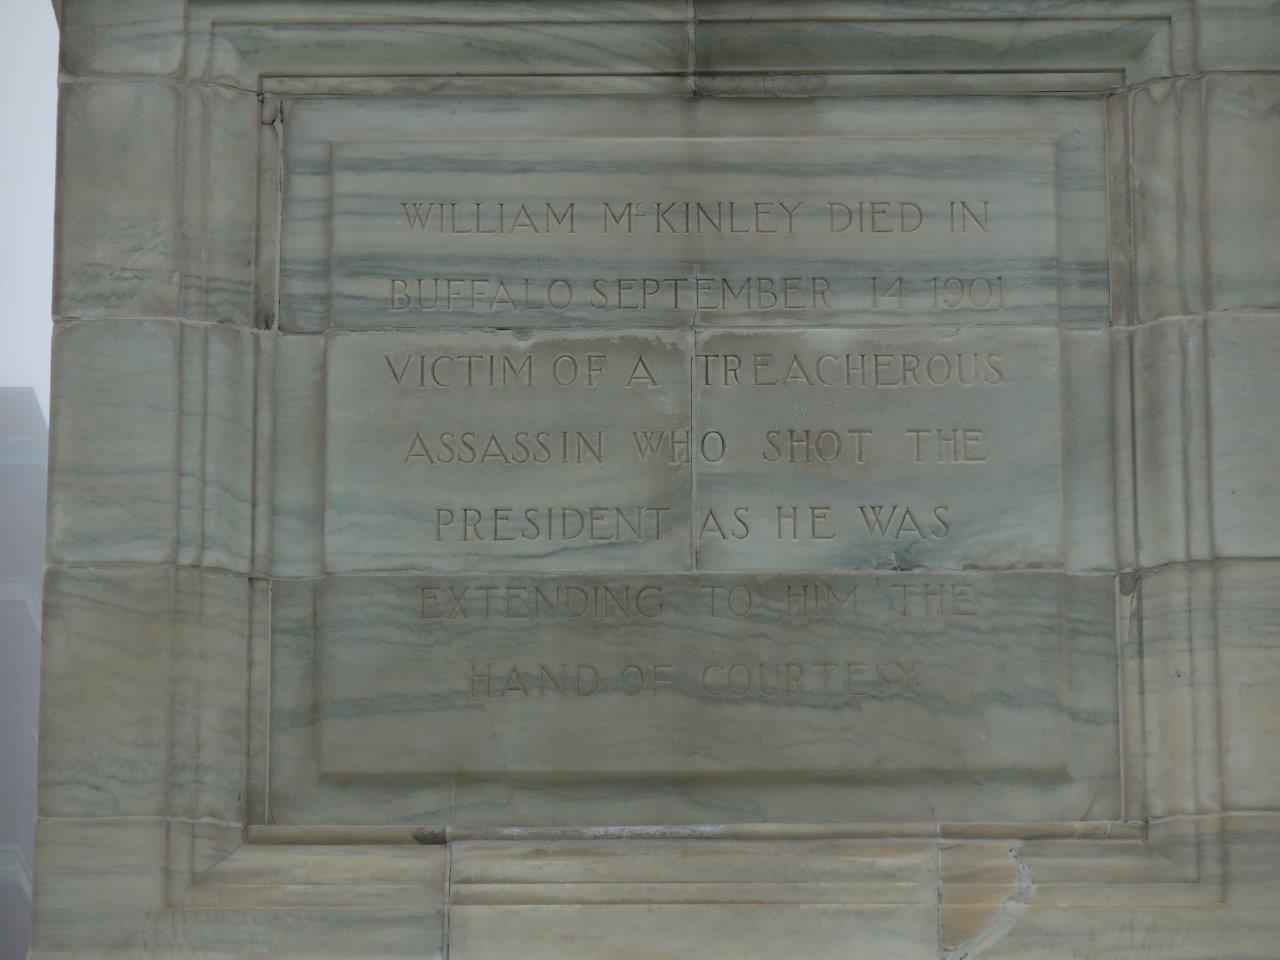 WILLIAM McKINLEY DIED IN
BUFFALO SEPTEMBER 14 1901
VICTIM OF A TREACHEROUS
ASSASSIN WHO SHOT THE
PRESIDENT AS HE WAS
EXTENDING TO HIM THE
HAND OF COURTESY